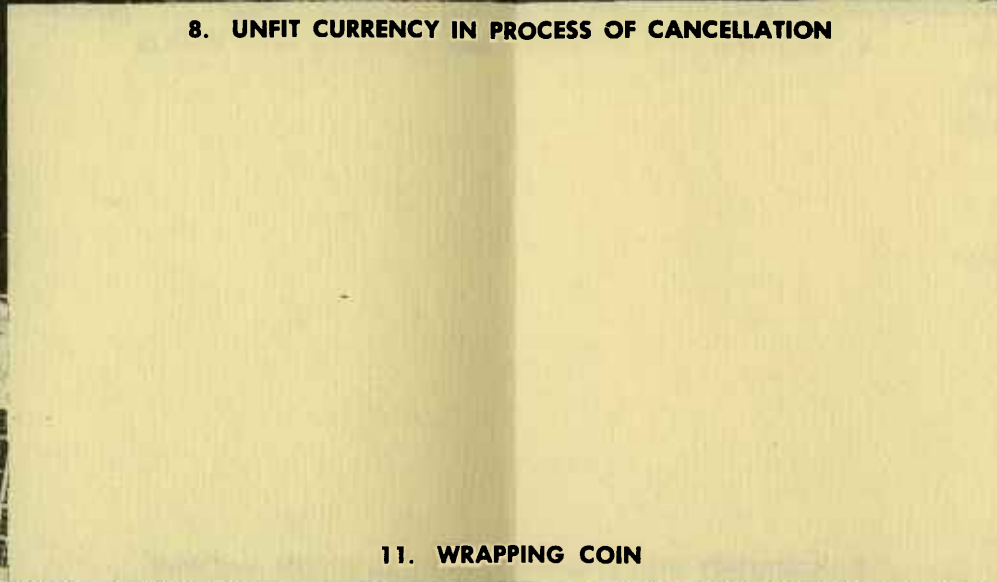 8. UNFIT CURRENCY IN PROCESS OF CANCELLATION
11. WRAPPING COIN